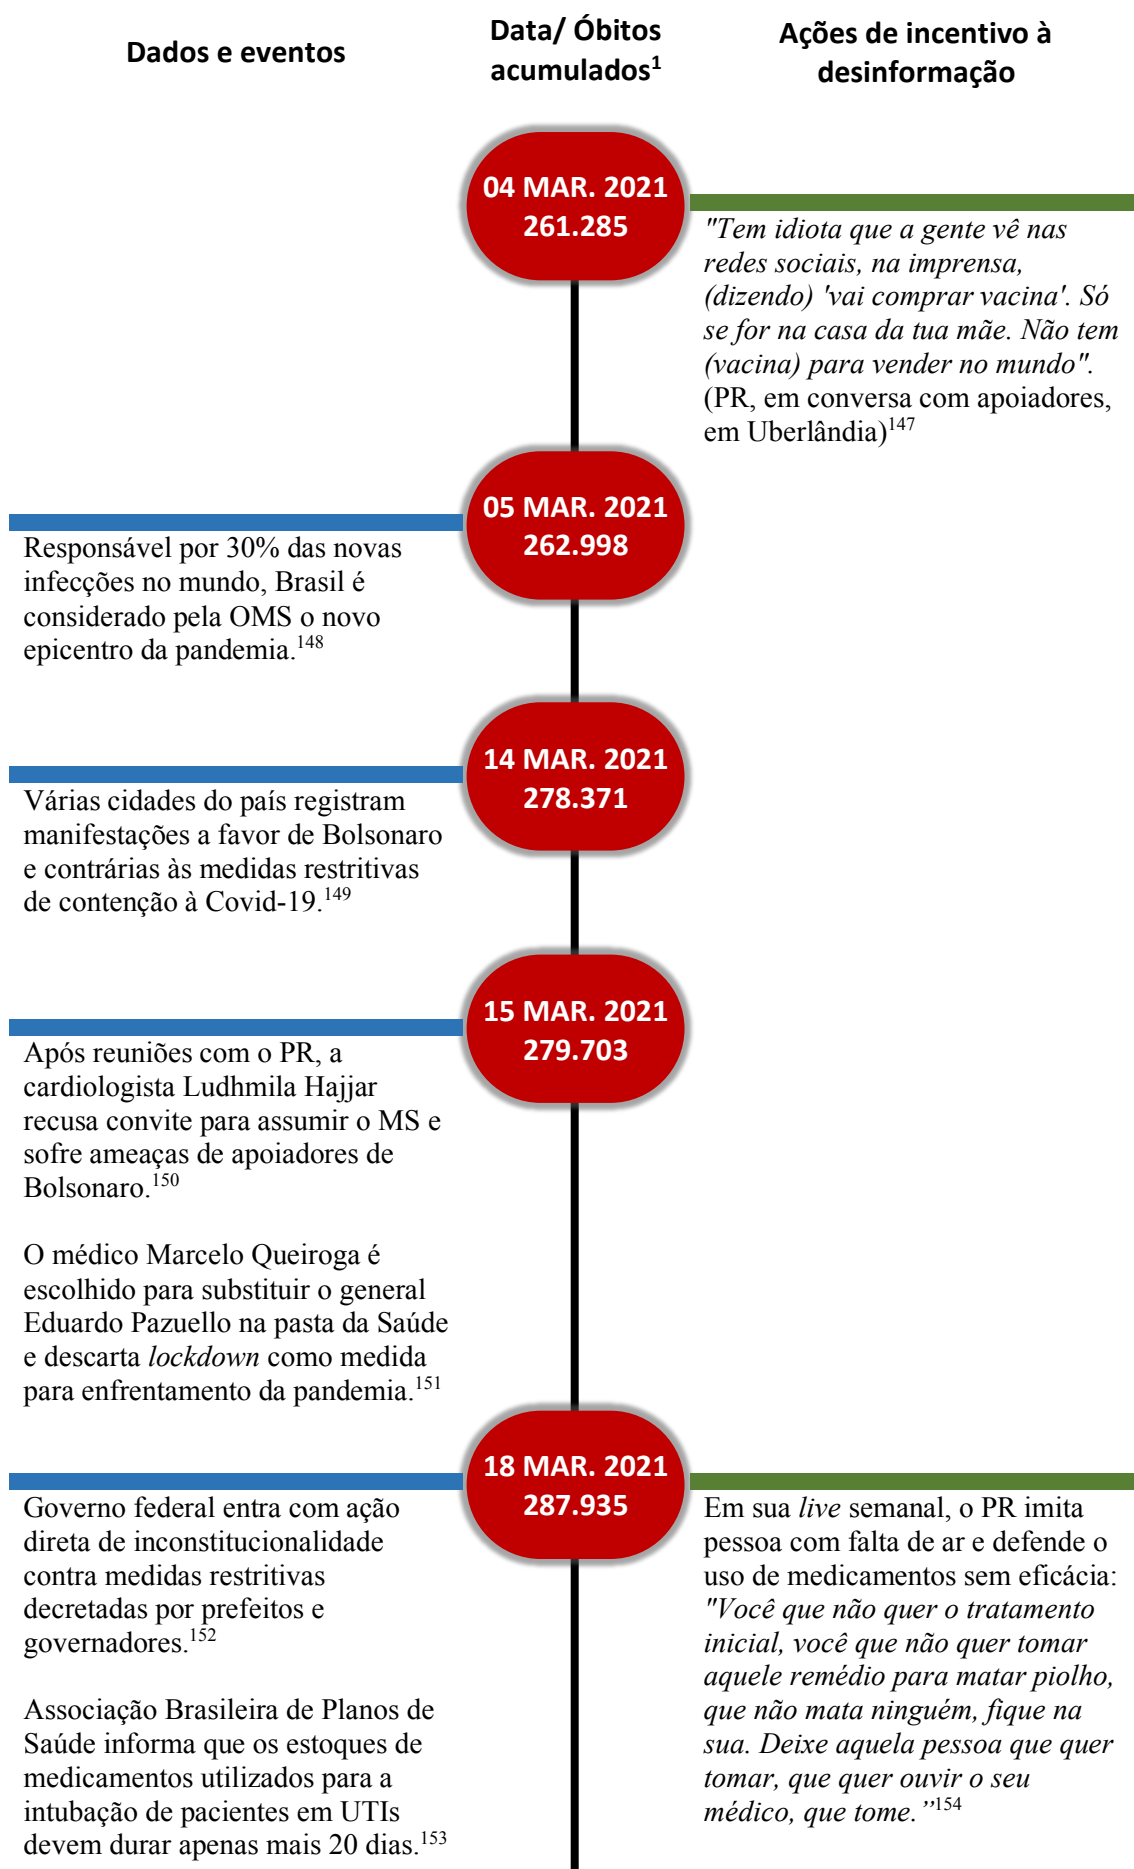 Dados e eventos
Data/ Óbitos
acumulados¹
Ações de incentivo à
desinformação
04 MAR. 2021
261.285
"Tem idiota que a gente vê nas
redes sociais, na imprensa,
(dizendo) 'vai comprar vacina'. Só
se for na casa da tua mãe. Não tem
(vacina) para vender no mundo".
(PR, em conversa com apoiadores,
em Uberlândia)¹⁴⁷
05 MAR. 2021
262.998
Responsável por 30% das novas
infecções no mundo, Brasil é
considerado pela OMS o novo
epicentro da pandemia.¹⁴⁸
14 MAR. 2021
278.371
Várias cidades do país registram
manifestações a favor de Bolsonaro
e contrárias às medidas restritivas
de contenção à Covid-19.¹⁴⁹
15 MAR. 2021
279.703
Após reuniões com o PR, a
cardiologista Ludhmila Hajjar
recusa convite para assumir o MS e
sofre ameaças de apoiadores de
Bolsonaro.¹⁵⁰
O médico Marcelo Queiroga é
escolhido para substituir o general
Eduardo Pazuello na pasta da Saúde
e descarta lockdown como medida
para enfrentamento da pandemia.¹⁵¹
18 MAR. 2021
287.935
Governo federal entra com ação
direta de inconstitucionalidade
contra medidas restritivas
decretadas por prefeitos e
governadores.¹⁵²
Associação Brasileira de Planos de
Saúde informa que os estoques de
medicamentos utilizados para a
intubação de pacientes em UTIs
devem durar apenas mais 20 dias.¹⁵³
Em sua live semanal, o PR imita
pessoa com falta de ar e defende o
uso de medicamentos sem eficácia:
"Você que não quer o tratamento
inicial, você que não quer tomar
aquele remédio para matar piolho,
que não mata ninguém, fique na
sua. Deixe aquela pessoa que quer
tomar, que quer ouvir o seu
médico, que tome.”¹⁵⁴